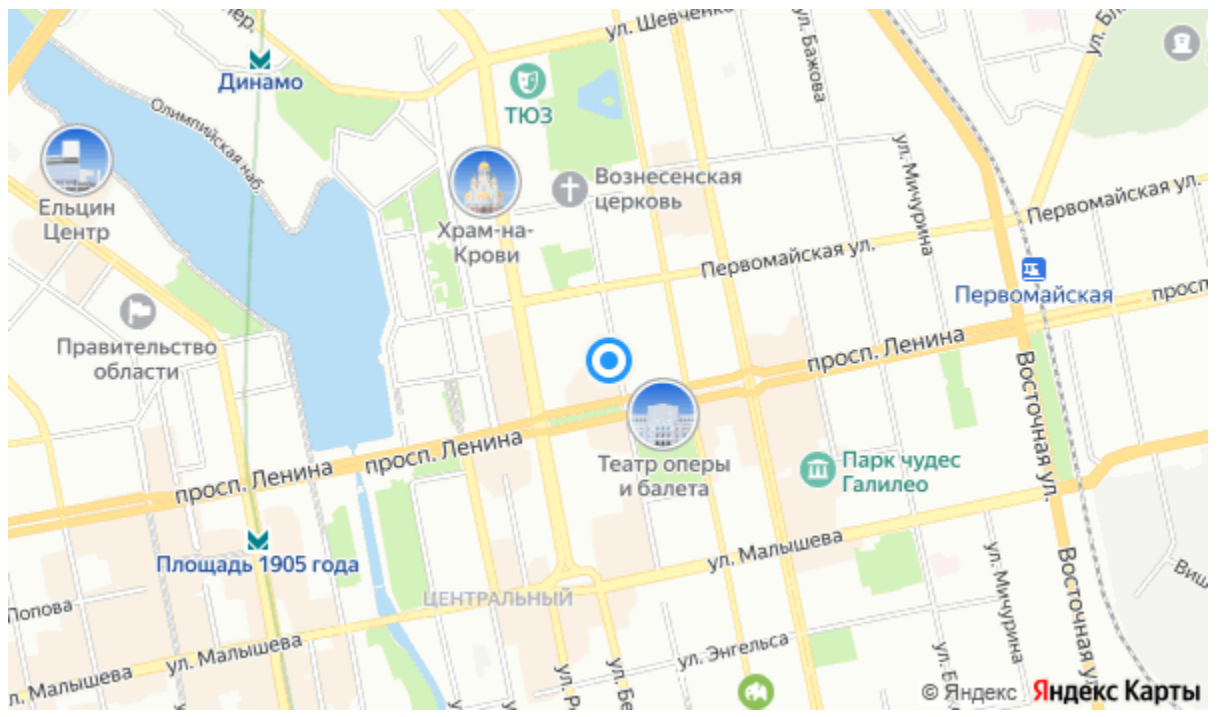 пер.
ул. Шевченко
Динамо
ТЮЗ
ул. Бажова
Олимпийская наб.
ул. Мичурина
Ельцин
Центр
Храм-на-
Крови
Вознесенская
церковь
Первомайская ул.
Первомайская ул.
Первомайская
Правительство
области
просп. Ленина
просп. Ленина
просп. Ленина
Восточная ул.
Театр оперы
и балета
Парк чудес
Галилео
Площадь 1905 года
ул. Малышева
ЦЕНТРАЛЬНЫЙ
Попова
ул. Малышева
ул. Малышева
ул. Энгельса
ул. Мичурина
Восточная ул.
© Яндекс
Яндекс Карты